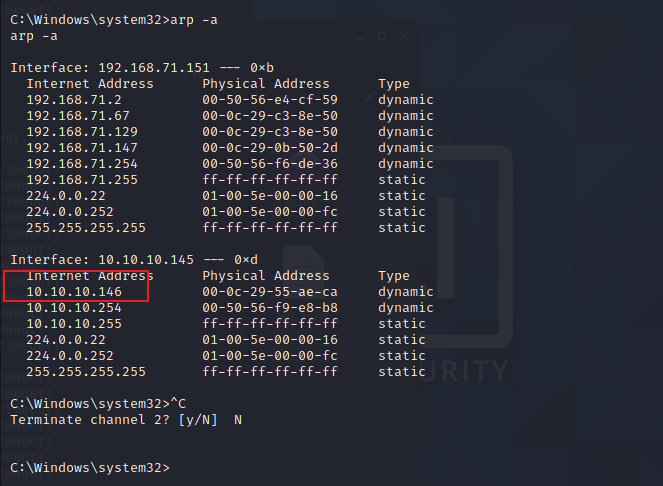 C:\Windows\system32>arp -a
arp -a
Interface: 192.168.71.151 --- 0×b
Internet Address Physical Address Type
192.168.71.2 00-50-56-e4-cf-59 dynamic
192.168.71.67 00-0c-29-c3-8e-50 dynamic
192.168.71.129 00-0c-29-c3-8e-50 dynamic
192.168.71.147 00-0c-29-0b-50-2d dynamic
192.168.71.254 00-50-56-f6-de-36 dynamic
192.168.71.255 ff-ff-ff-ff-ff-ff static
224.0.0.22 01-00-5e-00-00-16 static
224.0.0.252 01-00-5e-00-00-fc static
255.255.255.255 ff-ff-ff-ff-ff-ff static
Interface: 10.10.10.145 --- 0×d
Internet Address Physical Address Type
10.10.10.146 00-0c-29-55-ae-ca dynamic
10.10.10.254 00-50-56-f9-e8-b8 dynamic
10.10.10.255 ff-ff-ff-ff-ff-ff static
224.0.0.22 01-00-5e-00-00-16 static
224.0.0.252 01-00-5e-00-00-fc static
255.255.255.255 ff-ff-ff-ff-ff-ff static
URITY
C:\Windows\system32>^C
Terminate channel 2? [y/N] N
C:\Windows\system32>